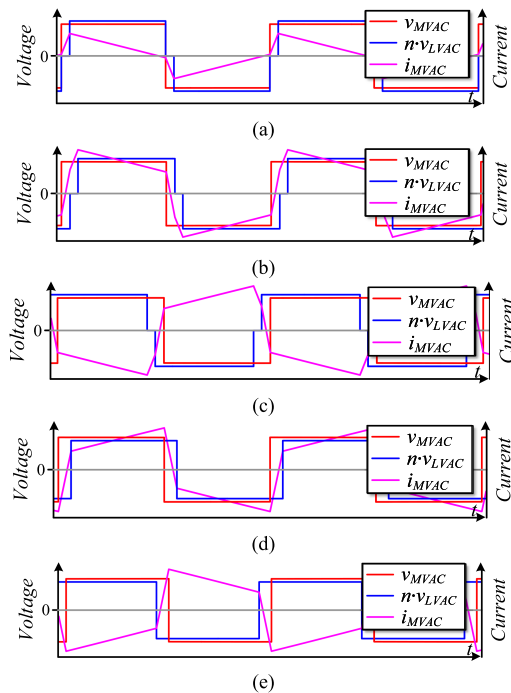 Voltage
0
v_MVAC
n·v_LVAC
i_MVAC
t
Current
(a)
Voltage
0
v_MVAC
n·v_LVAC
i_MVAC
t
Current
(b)
Voltage
0
v_MVAC
n·v_LVAC
i_MVAC
t
Current
(c)
Voltage
0
v_MVAC
n·v_LVAC
i_MVAC
t
Current
(d)
Voltage
0
v_MVAC
n·v_LVAC
i_MVAC
t
Current
(e)